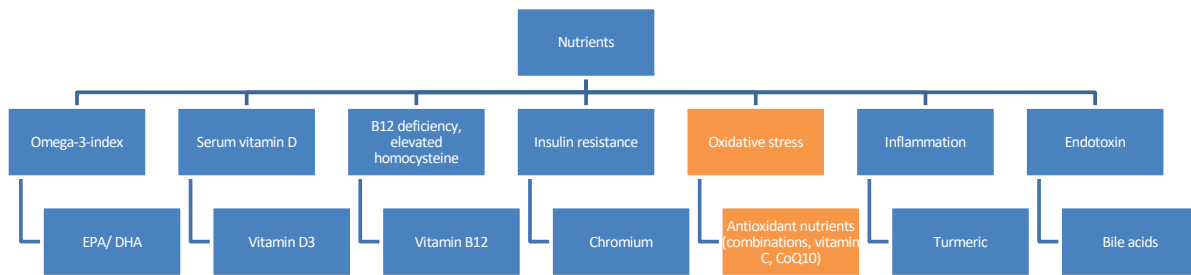 Nutrients
Omega-3-index
Serum vitamin D
B12 deficiency,
elevated
homocysteine
Insulin resistance
Oxidative stress
Inflammation
Endotoxin
EPA/ DHA
Vitamin D3
Vitamin B12
Chromium
Antioxidant nutrients
(combinations, vitamin
C, CoQ10)
Turmeric
Bile acids